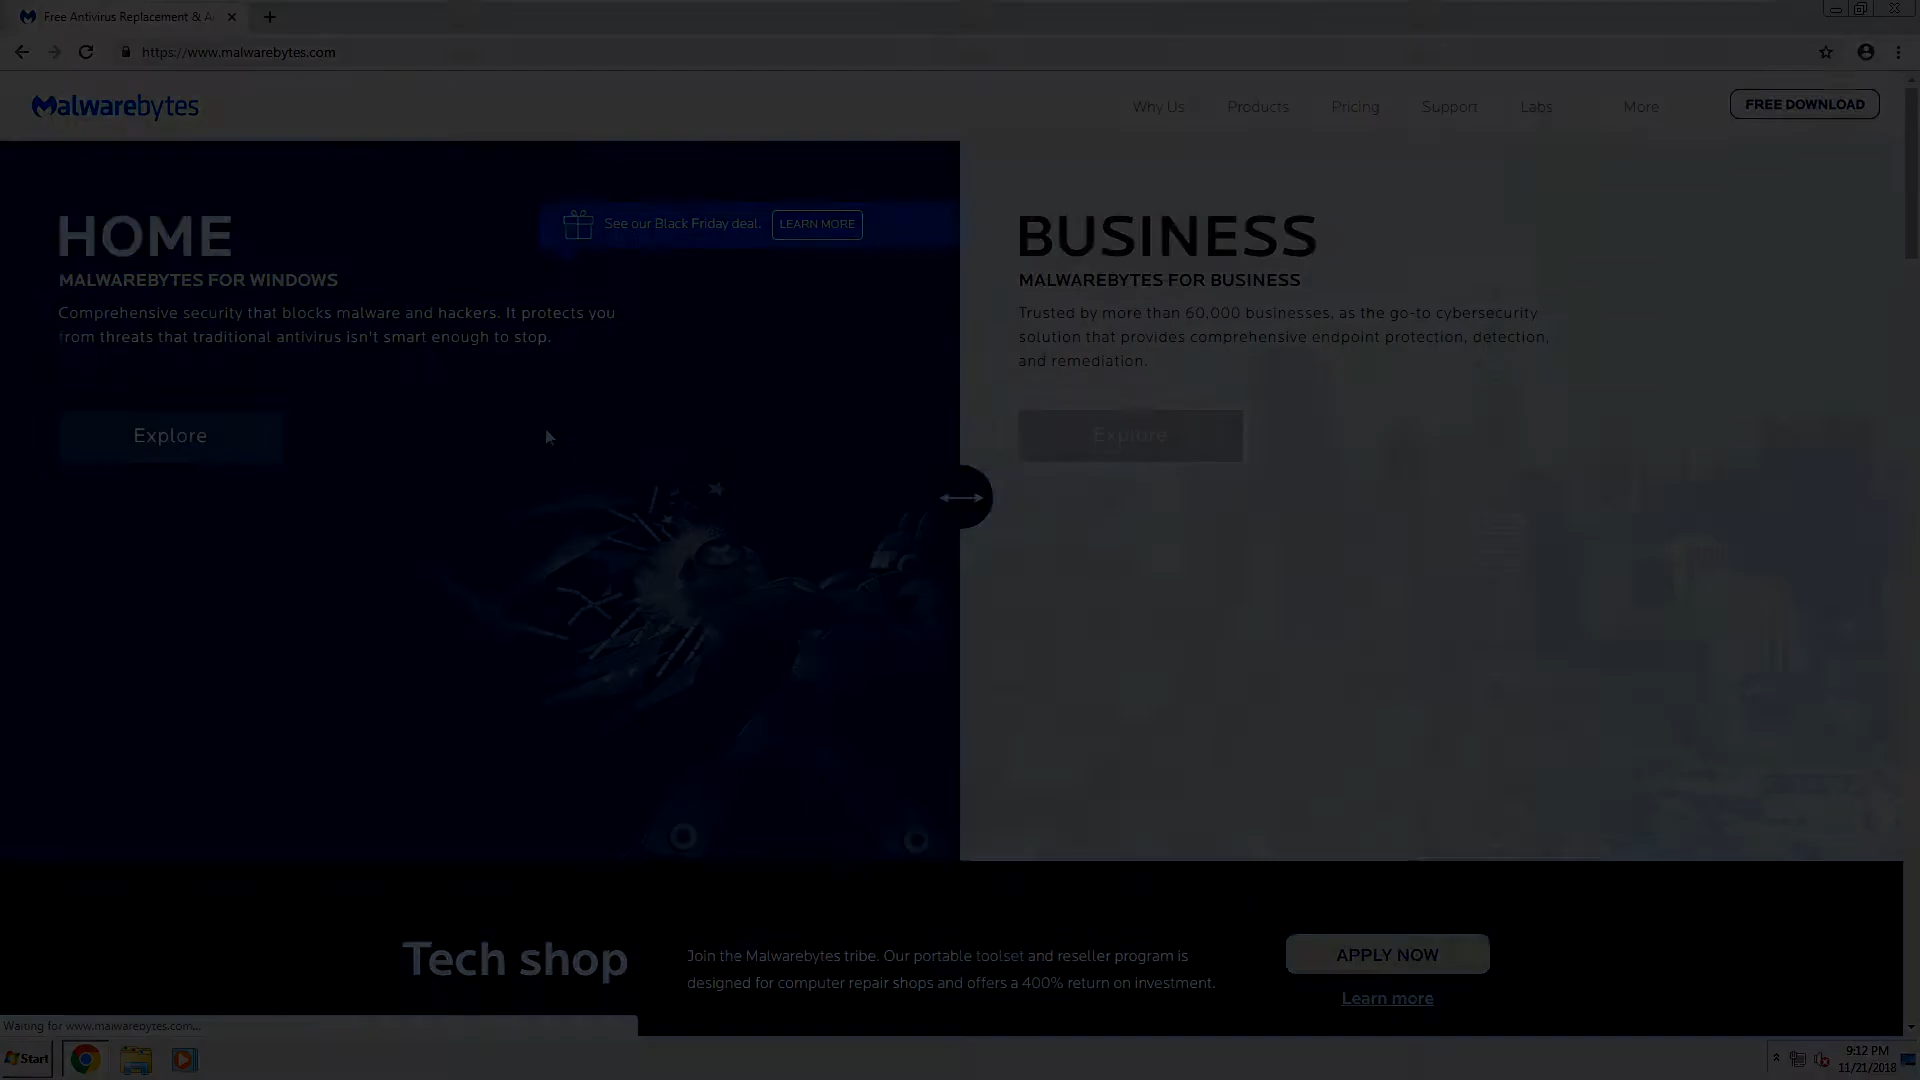 Free Antivirus Replacement & A
https://www.malwarebytes.com
Malwarebytes
Why Us
Products
Pricing
Support
Labs
More
FREE DOWNLOAD
HOME
See our Black Friday deal.
LEARN MORE
MALWAREBYTES FOR WINDOWS
Comprehensive security that blocks malware and hackers. It protects you
from threats that traditional antivirus isn't smart enough to stop.
Explore
BUSINESS
MALWAREBYTES FOR BUSINESS
Trusted by more than 60,000 businesses, as the go-to cybersecurity
solution that provides comprehensive endpoint protection, detection,
and remediation.
Explore
Tech shop
Join the Malwarebytes tribe. Our portable toolset and reseller program is
designed for computer repair shops and offers a 400% return on investment.
APPLY NOW
Learn more
Waiting for www.malwarebytes.com...
Start
9:12 PM
11/21/2018